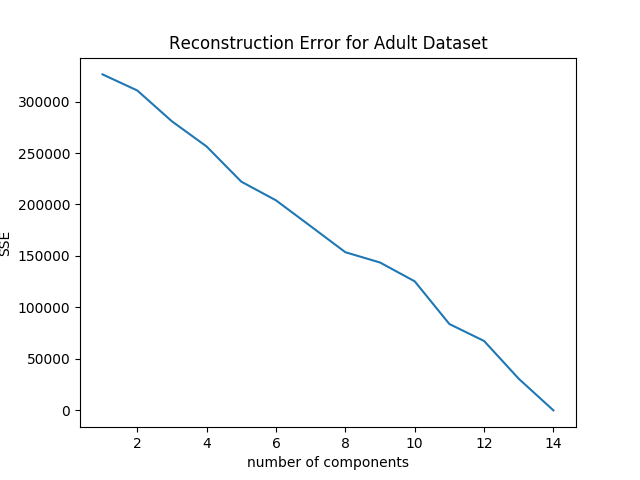 Reconstruction Error for Adult Dataset
300000
250000
200000
150000
100000
50000
0
SSE
2 4 6 8 10 12 14
number of components